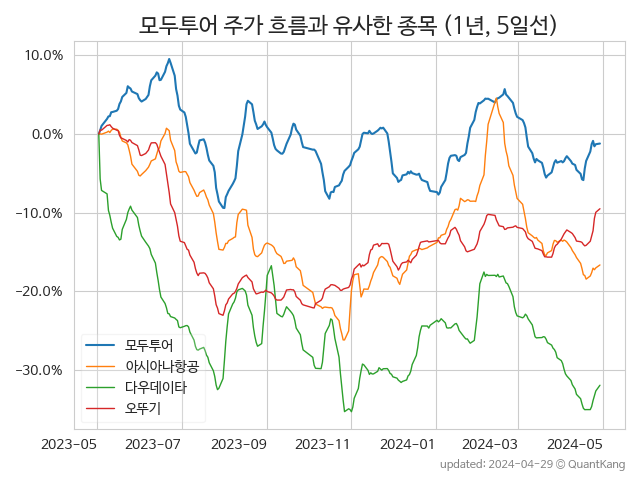 모두투어 주가 흐름과 유사한 종목 (1년, 5일선)
10.0%
0.0%
-10.0%
-20.0%
-30.0%
모두투어
아시아나항공
다우데이타
오뚜기
2023-05 2023-07 2023-09 2023-11 2024-01 2024-03 2024-05
updated: 2024-04-29 © QuantKang